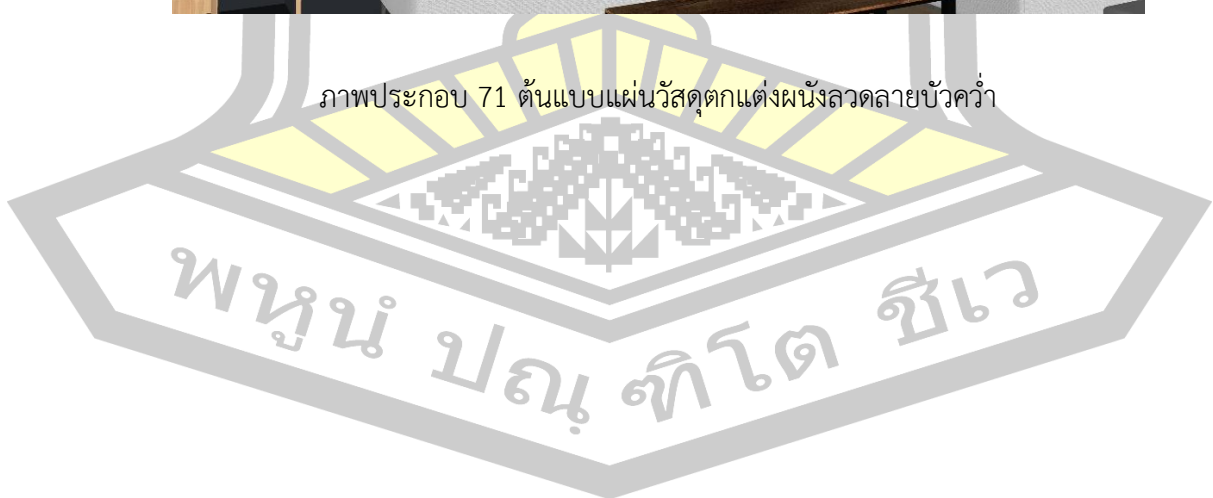 ภาพประกอบ 71 ต้นแบบแผ่นวัสดุตกแต่งผนังลวดลายบัวคว่ำ
พหูนํ ปณฺฑิโต ชีเว